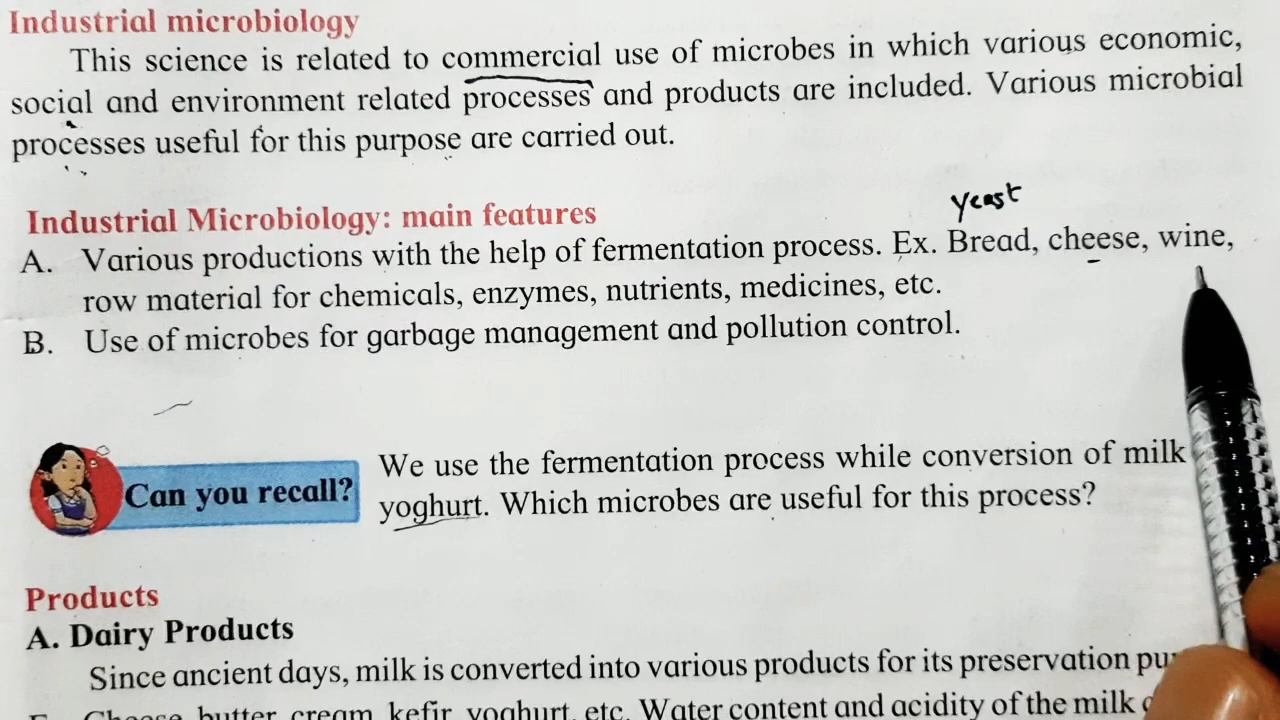 Industrial microbiology
This science is related to commercial use of microbes in which various economic,
social and environment related processes and products are included. Various microbial
processes useful for this purpose are carried out.
Industrial Microbiology: main features
yeast
A. Various productions with the help of fermentation process. Ex. Bread, cheese, wine,
row material for chemicals, enzymes, nutrients, medicines, etc.
B. Use of microbes for garbage management and pollution control.
Can you recall?
We use the fermentation process while conversion of milk
yoghurt. Which microbes are useful for this process?
Products
A. Dairy Products
Since ancient days, milk is converted into various products for its preservation
Cheese, butter, cream, kefir, yoghurt, etc. Water content and acidity of the milk